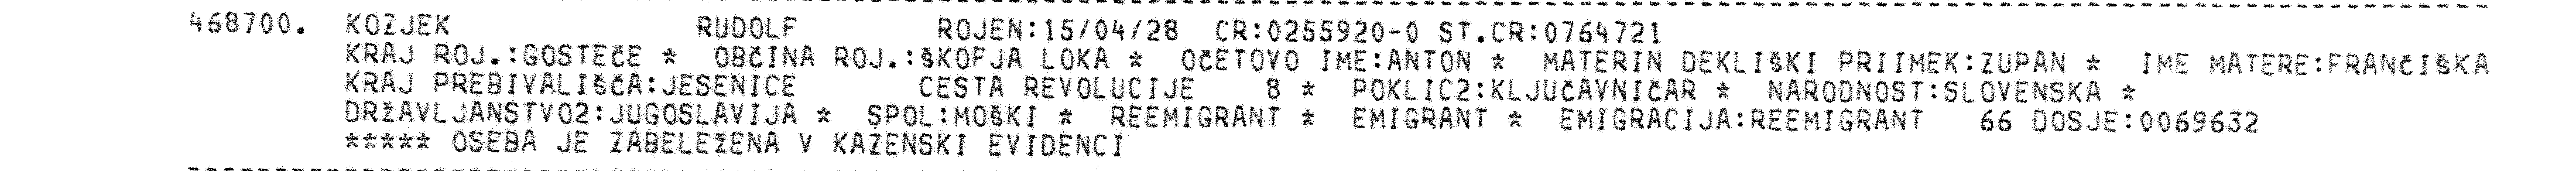 468700. KOZJEK RUDOLF ROJEN:15/04/28 CR:0255920-0 ST.CR:0764721
KRAJ ROJ.:GOSTEČE * OBČINA ROJ.:ŠKOFJA LOKA * OČETOVO IME:ANTON * MATERIN DEKLIŠKI PRIIMEK:ZUPAN * IME MATERE:FRANČIŠKA
KRAJ PREBIVALIŠČA:JESENICE CESTA REVOLUCIJE 8 * POKLIC2:KLJUČAVNIČAR * NARODNOST:SLOVENSKA *
DRŽAVLJANSTVO2:JUGOSLAVIJA * SPOL:MOŠKI * REEMIGRANT * EMIGRANT * EMIGRACIJA:REEMIGRANT 66 DOSJE:0069632
***** OSEBA JE ZABELEŽENA V KAZENSKI EVIDENCI